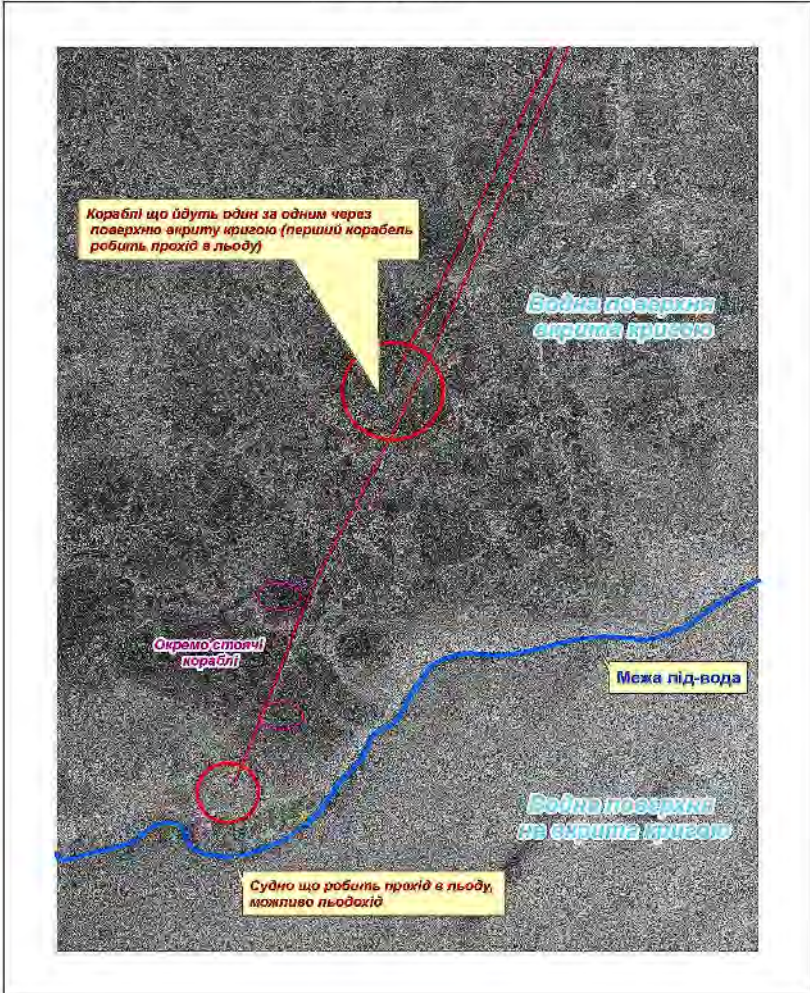 Кораблі що йдуть один за одним через
поверхню вкриту кригою (перший корабель
робить прохід в льоду)
Водна поверхня
вкрита кригою
Окремо стоячі
кораблі
Межа лід-вода
Водна поверхня
не вкрита кригою
Судно що робить прохід в льоду,
можливо льодохід